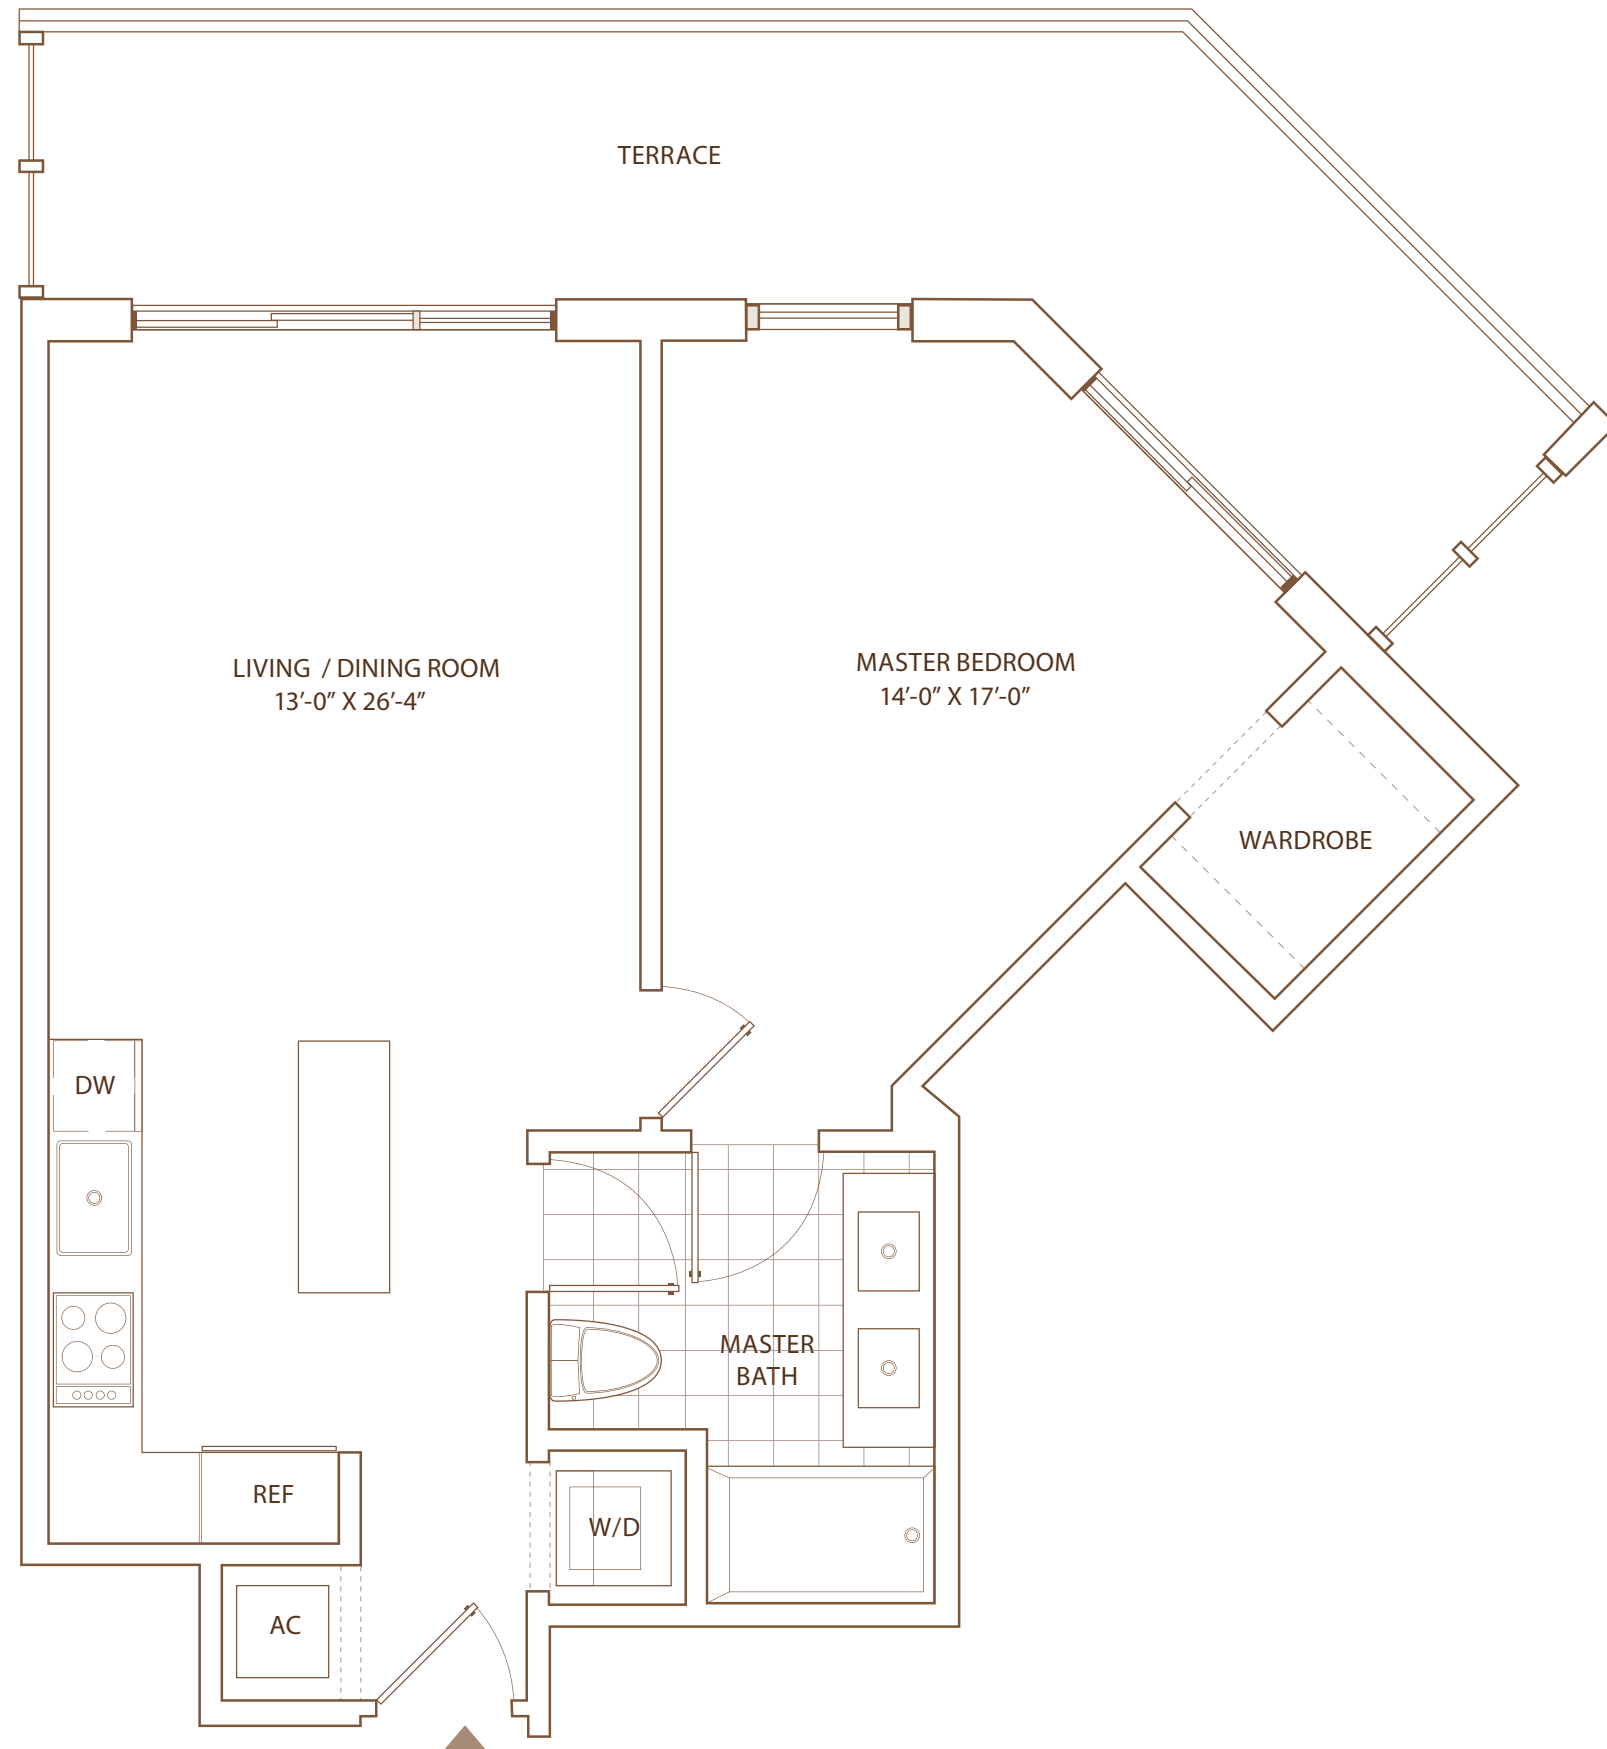 TERRACE
LIVING / DINING ROOM
13’-0” X 26’-4”
MASTER BEDROOM
14’-0” X 17’-0”
WARDROBE
DW
MASTER
BATH
REF
W/D
AC